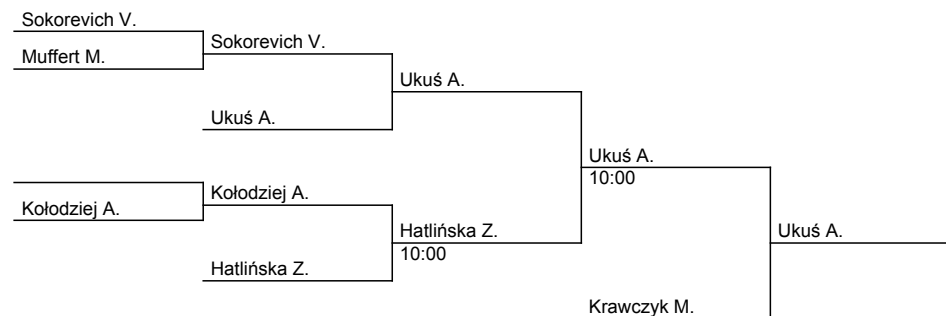 Sokorevich V.
Muffert M.
Sokorevich V.
Ukuś A.
Ukuś A.
Kołodziej A.
Kołodziej A.
Hatlińska Z.
Hatlińska Z.
10:00
Ukuś A.
10:00
Krawczyk M.
Ukuś A.